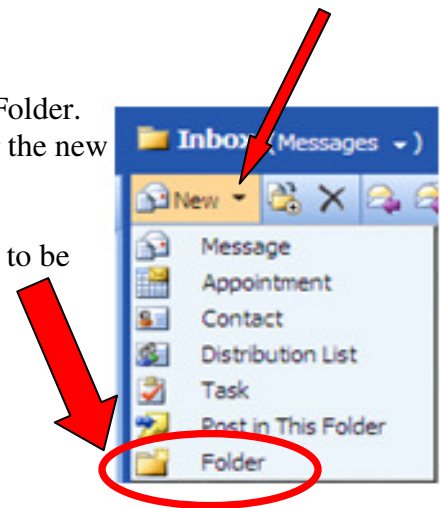 Folder.
the new
to be
Inbox (Messages ▾)
New ▾
Message
Appointment
Contact
Distribution List
Task
Post in This Folder
Folder